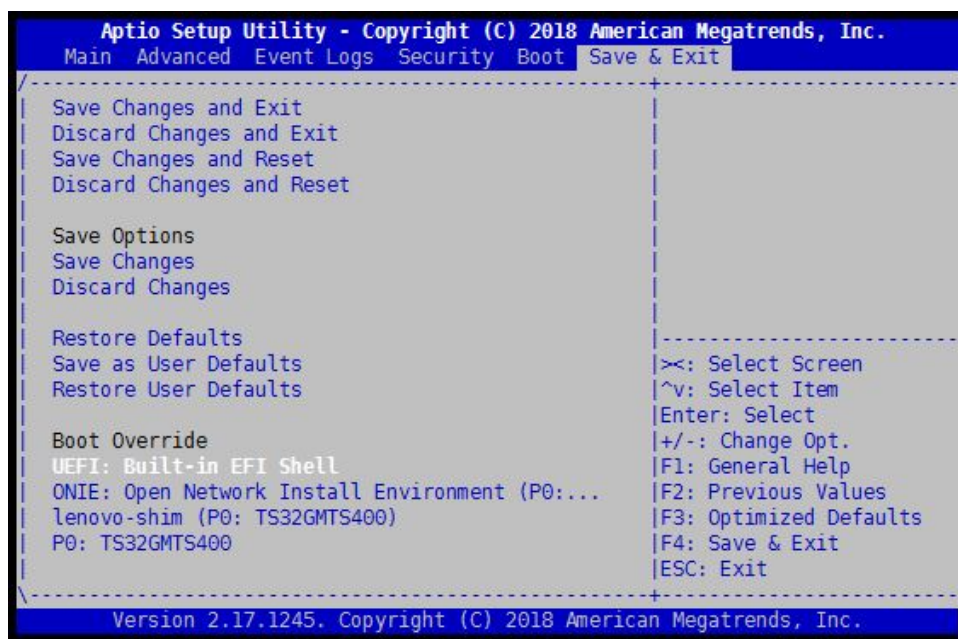 Aptio Setup Utility - Copyright (C) 2018 American Megatrends, Inc.
Main Advanced Event Logs Security Boot Save & Exit
Save Changes and Exit
Discard Changes and Exit
Save Changes and Reset
Discard Changes and Reset
Save Options
Save Changes
Discard Changes
Restore Defaults
Save as User Defaults
Restore User Defaults
Boot Override
UEFI: Built-in EFI Shell
ONIE: Open Network Install Environment (P0:...
lenovo-shim (P0: TS32GMTS400)
P0: TS32GMTS400
><: Select Screen
^v: Select Item
Enter: Select
+/-: Change Opt.
F1: General Help
F2: Previous Values
F3: Optimized Defaults
F4: Save & Exit
ESC: Exit
Version 2.17.1245. Copyright (C) 2018 American Megatrends, Inc.